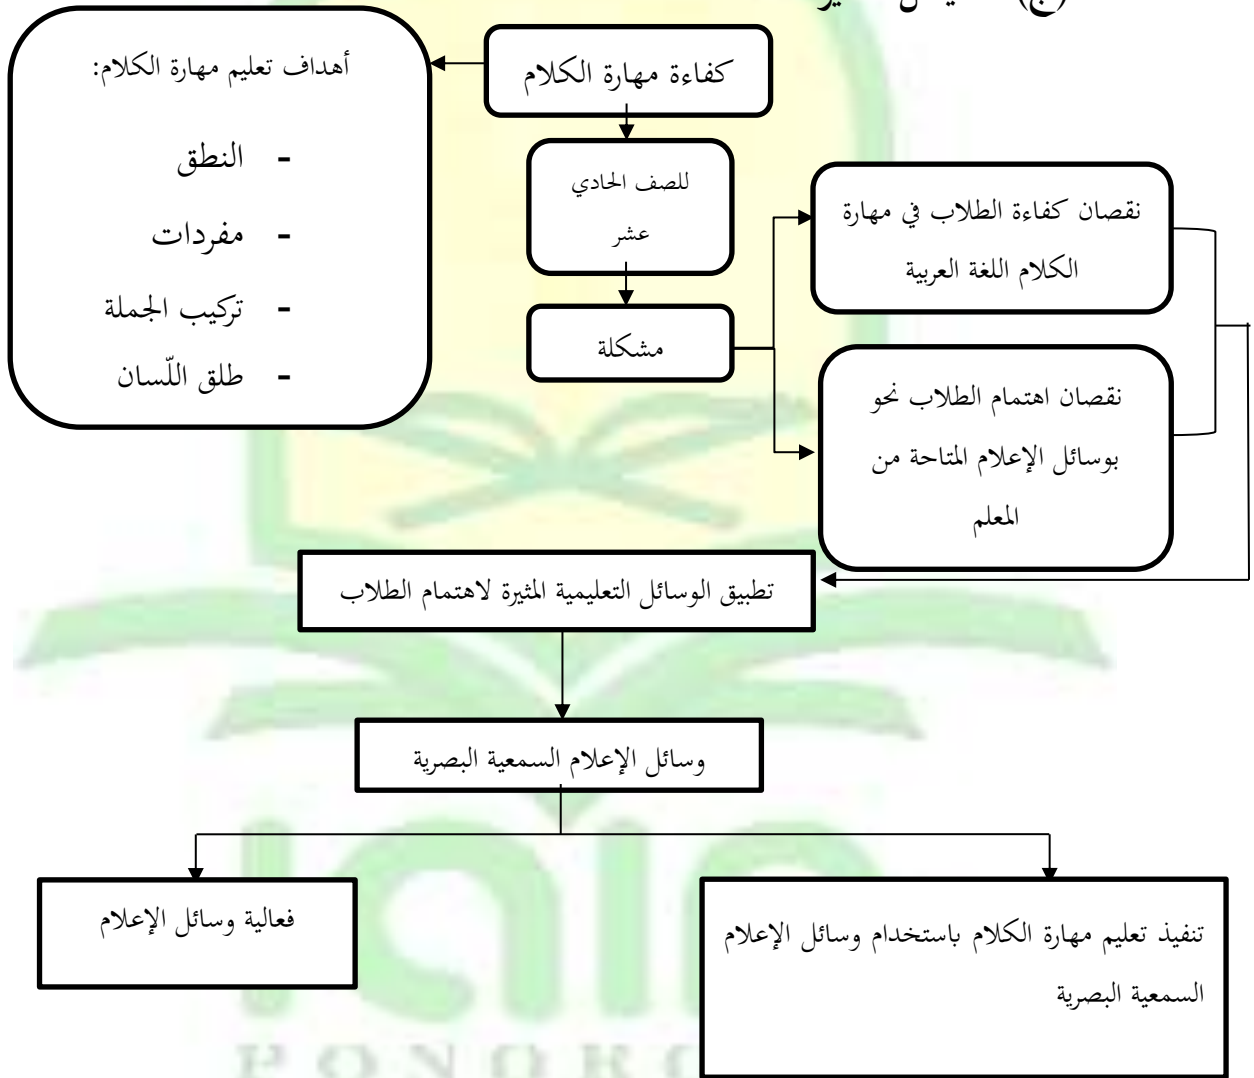 (ج)
كفاءة مهارة الكلام
أهداف تعليم مهارة الكلام:
- النطق
- مفردات
- تركيب الجملة
- طلق اللّسان
للصف الحادي
عشر
مشكلة
نقصان كفاءة الطلاب في مهارة
الكلام اللغة العربية
نقصان اهتمام الطلاب نحو
بوسائل الإعلام المتاحة من
المعلم
تطبيق الوسائل التعليمية المثيرة لاهتمام الطلاب
وسائل الإعلام السمعية البصرية
تنفيذ تعليم مهارة الكلام باستخدام وسائل الإعلام
السمعية البصرية
فعالية وسائل الإعلام
iain